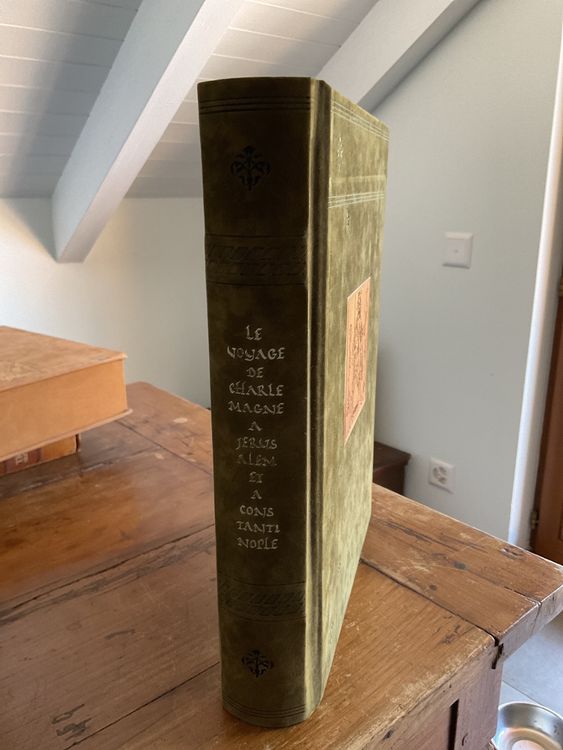 LE
VOYAGE
DE
CHARLE
MAGNE
A
JERUS
ALEM
ET
A
CONS
TANTI
NOPLE